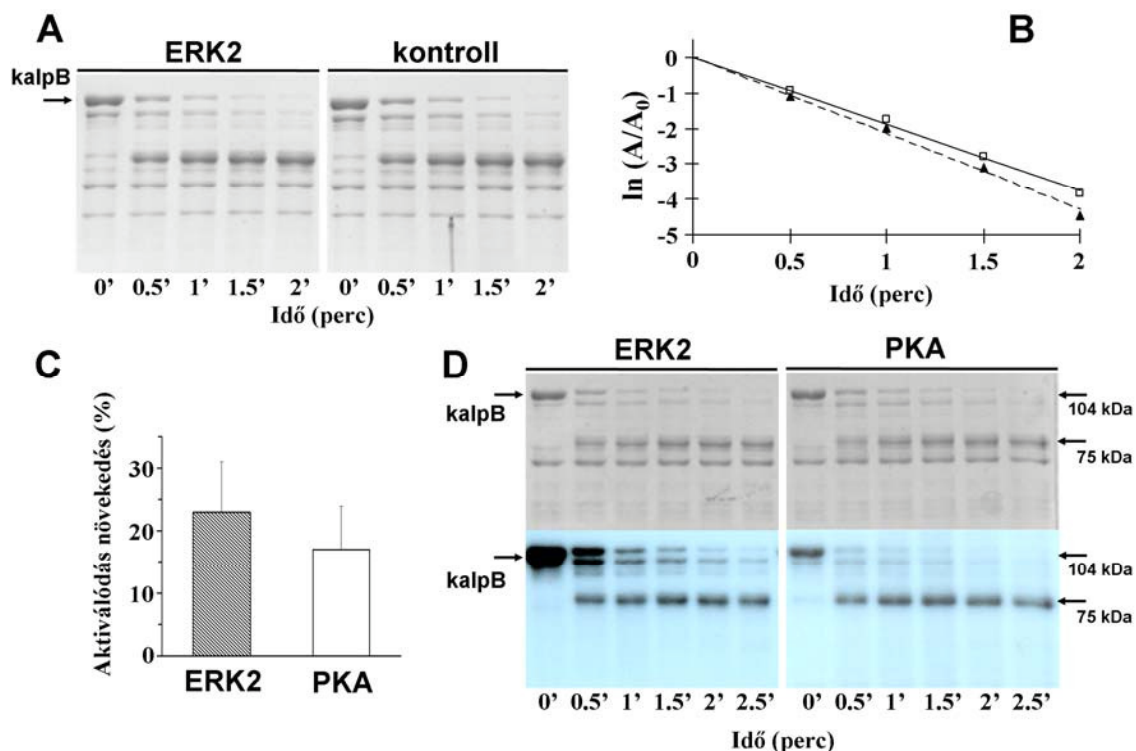 A
ERK2 kontroll
kalpB
0' 0.5' 1' 1.5' 2' 0' 0.5' 1' 1.5' 2'
Idő (perc)
B
0
-1
-2
-3
-4
-5
ln (A/A0)
0 0.5 1 1.5 2
Idő (perc)
C
Aktiválódás növekedés (%)
30
20
10
0
ERK2 PKA
D
ERK2 PKA
kalpB
104 kDa
75 kDa
kalpB
104 kDa
75 kDa
0' 0.5' 1' 1.5' 2' 2.5' 0' 0.5' 1' 1.5' 2' 2.5'
Idő (perc)